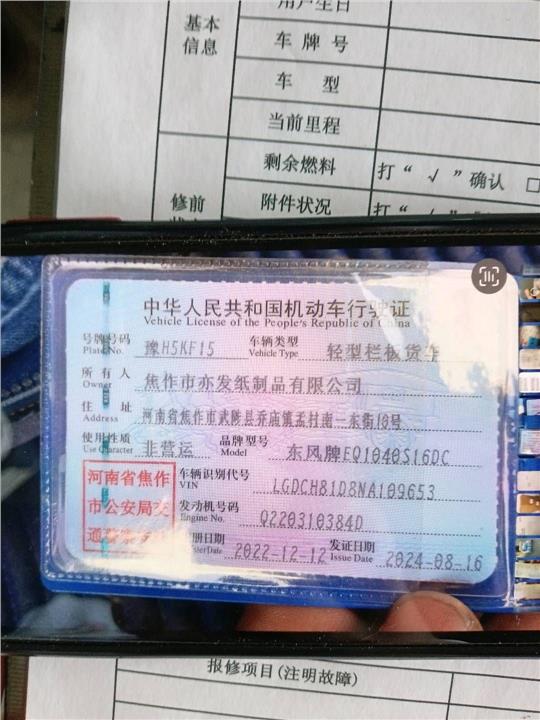 用户生日
基本
信息
车牌号
车 型
当前里程
剩余燃料
打“√”确认 □
修前
附件状况
中华人民共和国机动车行驶证
Vehicle License of the People's Republic of China
号牌号码 豫H5KF15 车辆类型 轻型栏板货车
Plate No. Vehicle Type
所有人 焦作市亦发纸制品有限公司
Owner
住 址 河南省焦作市武陟县乔庙镇孟村南一东街18号
Address
使用性质 非营运 品牌型号 东风牌EQ1040S16DC
Use Character Model
河南省焦作
市公安局交
通
车辆识别代号 LGDCH81D8NA109653
VIN
发动机号码 Q220310384D
Engine No.
册日期 2022-12-12 发证日期 2024-08-16
Issue Date
报修项目(注明故障)